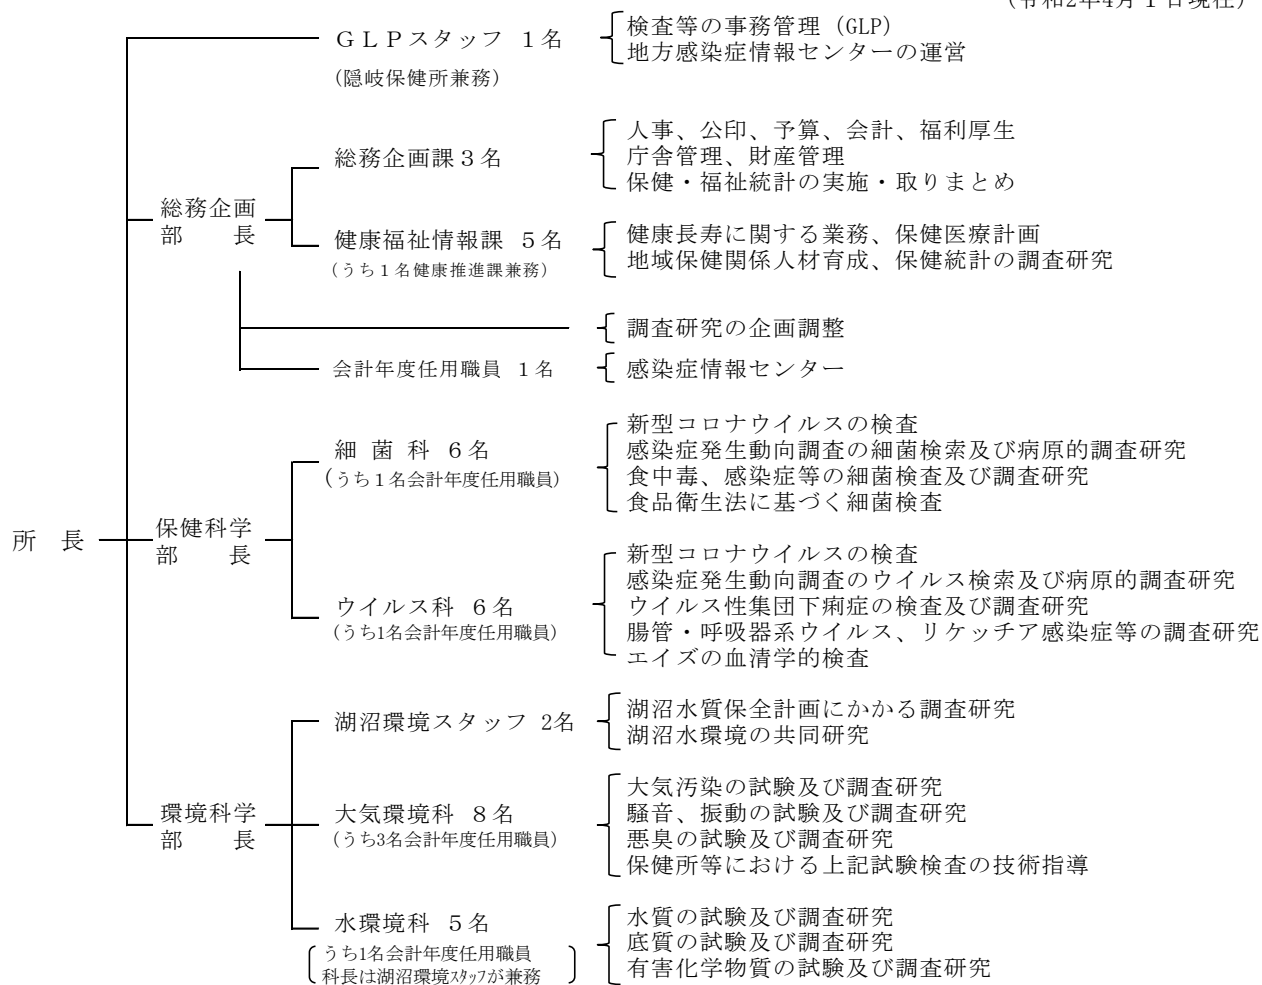 (令和2年4月１日現在)
ＧＬＰスタッフ １名
(隠岐保健所兼務)
検査等の事務管理 (GLP)
地方感染症情報センターの運営
総務企画
部　　長
総務企画課３名
人事、公印、予算、会計、福利厚生
庁舎管理、財産管理
保健・福祉統計の実施・取りまとめ
健康福祉情報課 ５名
(うち１名健康推進課兼務)
健康長寿に関する業務、保健医療計画
地域保健関係人材育成、保健統計の調査研究
調査研究の企画調整
会計年度任用職員 １名
感染症情報センター
所　長
保健科学
部　　長
細 菌 科 ６名
(うち１名会計年度任用職員)
新型コロナウイルスの検査
感染症発生動向調査の細菌検索及び病原的調査研究
食中毒、感染症等の細菌検査及び調査研究
食品衛生法に基づく細菌検査
ウイルス科 ６名
(うち1名会計年度任用職員)
新型コロナウイルスの検査
感染症発生動向調査のウイルス検索及び病原的調査研究
ウイルス性集団下痢症の検査及び調査研究
腸管・呼吸器系ウイルス、リケッチア感染症等の調査研究
エイズの血清学的検査
環境科学
部　　長
湖沼環境スタッフ 2名
湖沼水質保全計画にかかる調査研究
湖沼水環境の共同研究
大気環境科 ８名
(うち3名会計年度任用職員)
大気汚染の試験及び調査研究
騒音、振動の試験及び調査研究
悪臭の試験及び調査研究
保健所等における上記試験検査の技術指導
水環境科 ５名
うち1名会計年度任用職員
科長は湖沼環境ｽﾀｯﾌが兼務
水質の試験及び調査研究
底質の試験及び調査研究
有害化学物質の試験及び調査研究